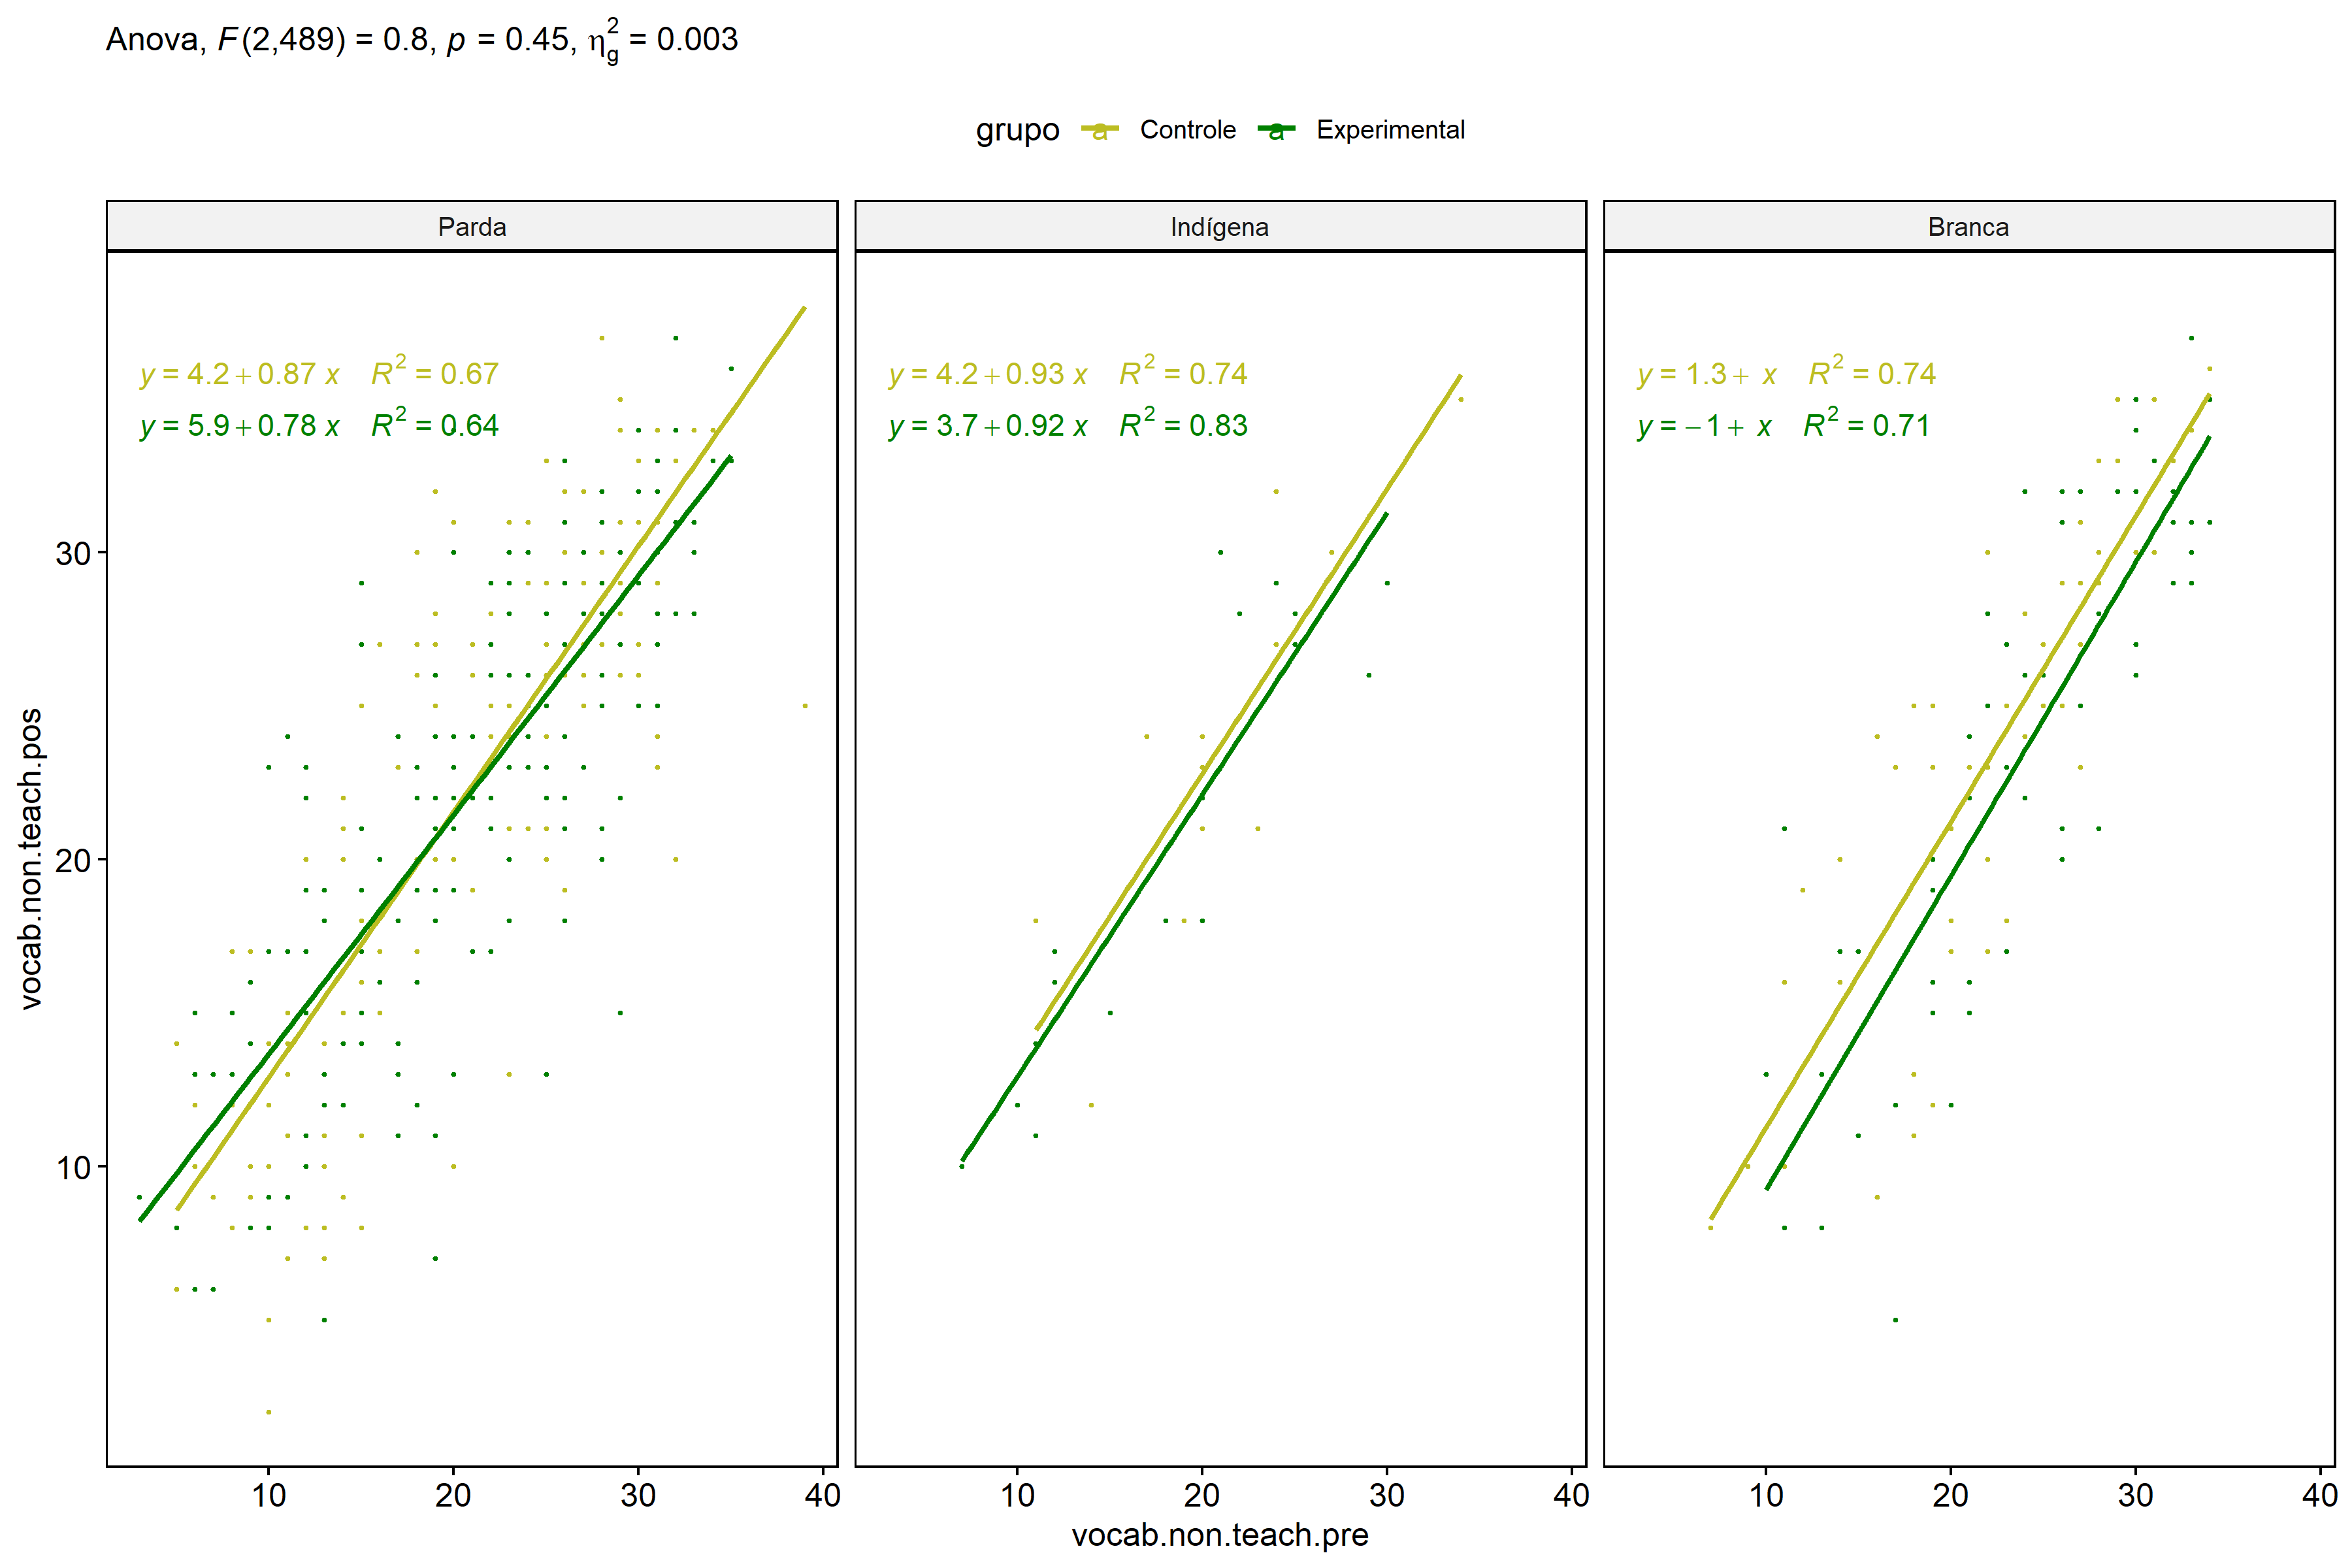 Anova, F(2,489) = 0.8, p = 0.45, η²g = 0.003
grupo a Controle a Experimental
Parda Indígena Branca
y = 4.2 + 0.87 x R² = 0.67
y = 5.9 + 0.78 x R² = 0.64
y = 4.2 + 0.93 x R² = 0.74
y = 3.7 + 0.92 x R² = 0.83
y = 1.3 + x R² = 0.74
y = −1 + x R² = 0.71
vocab.non.teach.pos
30
20
10
10 20 30 40 10 20 30 40 10 20 30 40
vocab.non.teach.pre